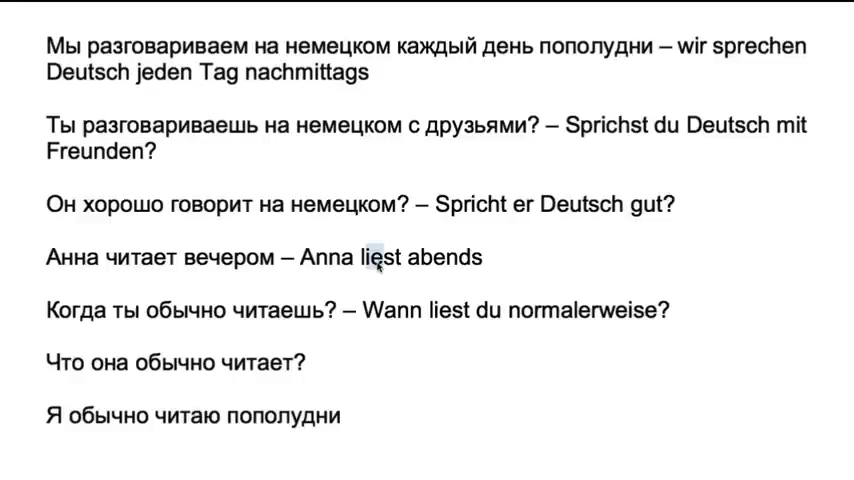 Мы разговариваем на немецком каждый день пополудни – wir sprechen
Deutsch jeden Tag nachmittags
Ты разговариваешь на немецком с друзьями? – Sprichst du Deutsch mit
Freunden?
Он хорошо говорит на немецком? – Spricht er Deutsch gut?
Анна читает вечером – Anna liest abends
Когда ты обычно читаешь? – Wann liest du normalerweise?
Что она обычно читает?
Я обычно читаю пополудни